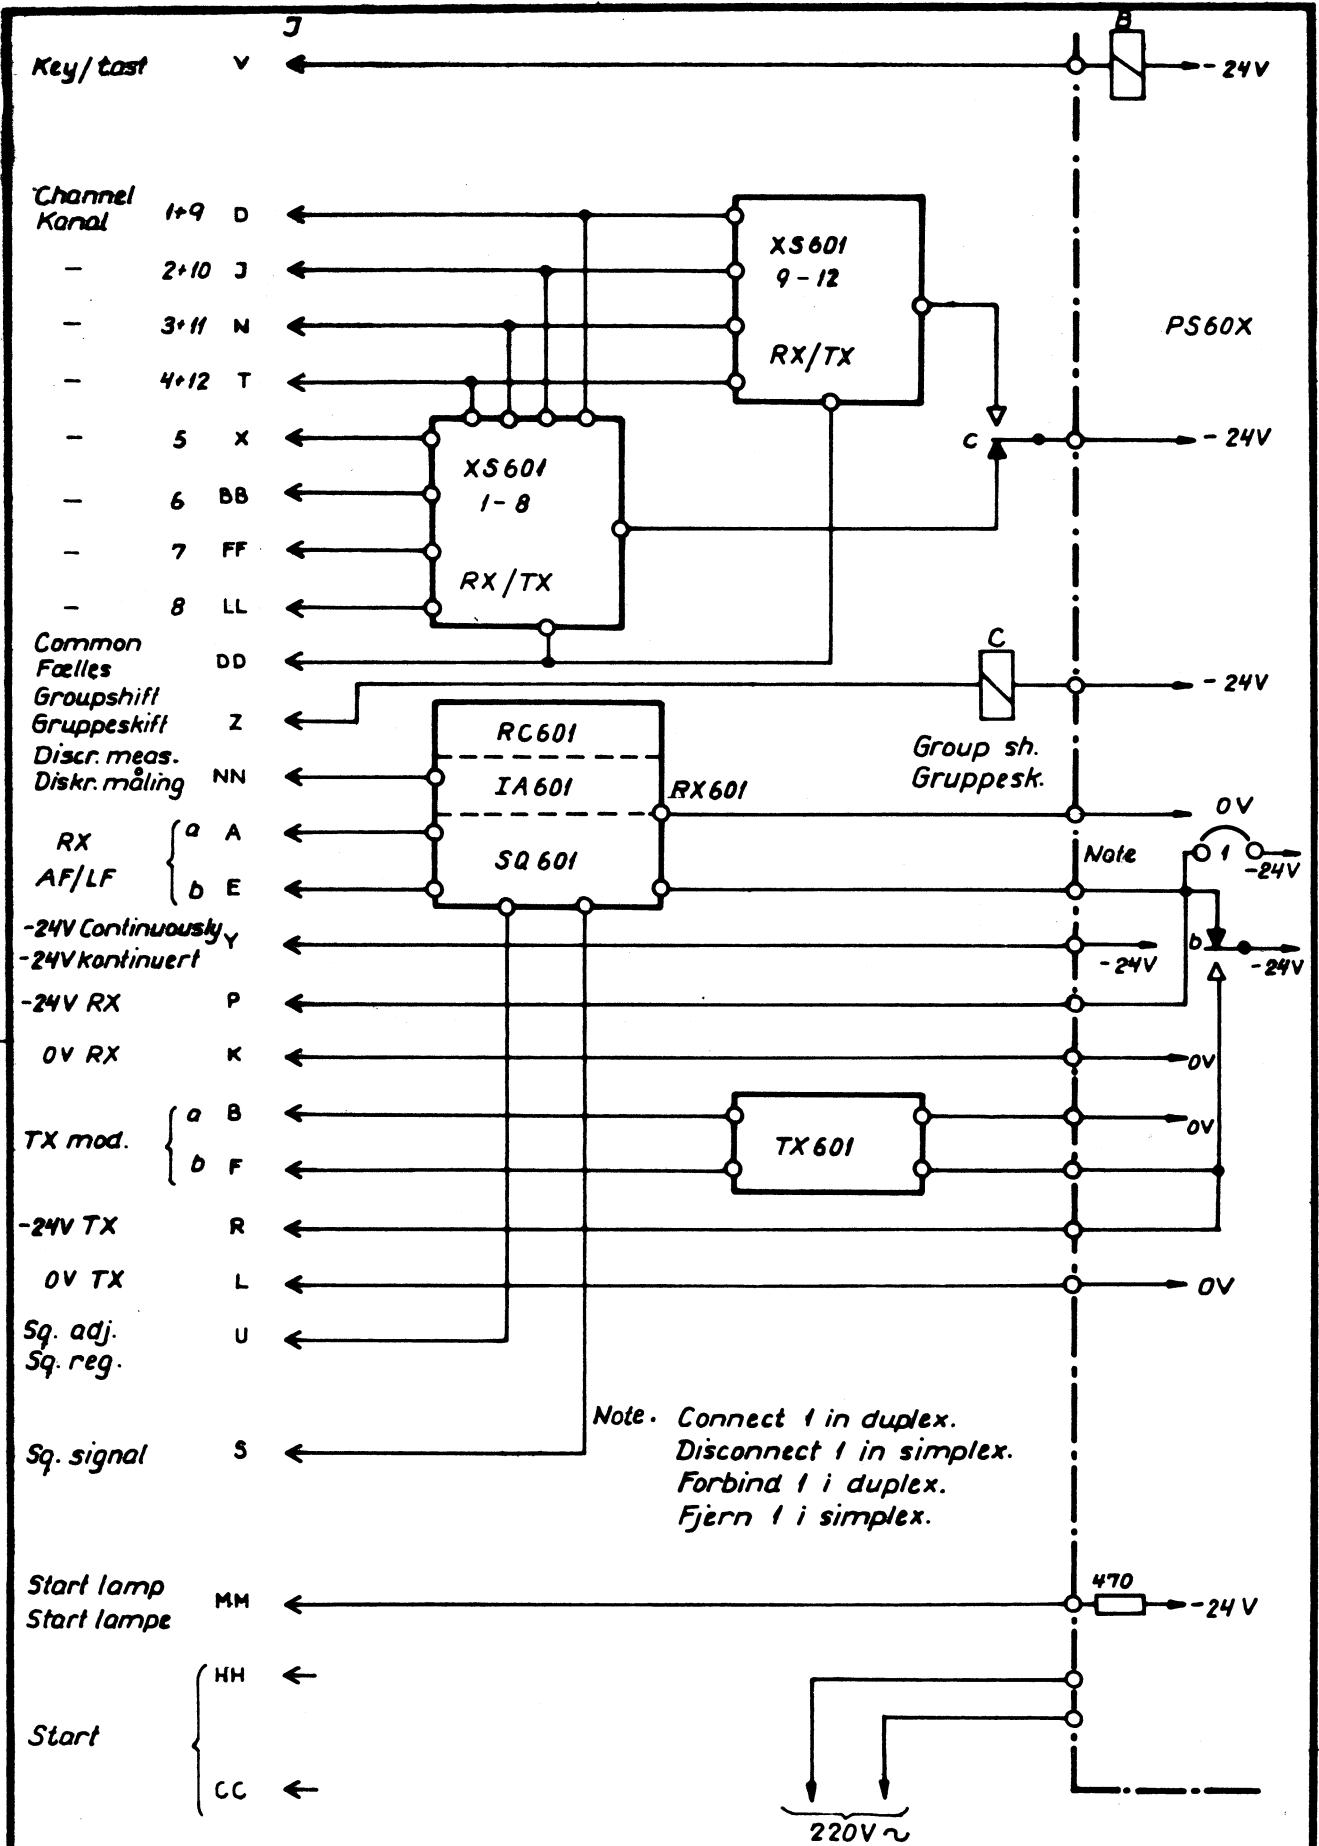 J
B
Key/tast V
- 24V
Channel
Kanal 1+9 D
- 2+10 J
- 3+11 N
- 4+12 T
- 5 X
- 6 BB
- 7 FF
- 8 LL
XS601
9-12
RX/TX
PS60X
C
- 24V
XS601
1-8
RX/TX
Common
Fælles DD
Groupshift
Gruppeskift Z
C
- 24V
Group sh.
Gruppesk.
Discr. meas.
Diskr. måling NN
RC601
IA601
SQ601
RX601
0V
RX
AF/LF
a A
b E
Note
1
-24V
-24V Continuously
-24V kontinuert Y
-24V
b
-24V
-24V RX P
0V RX K
0V
TX mod.
a B
b F
TX601
0V
-24V TX R
0V TX L
0V
Sq. adj.
Sq. reg. U
Sq. signal S
Note. Connect 1 in duplex.
Disconnect 1 in simplex.
Forbind 1 i duplex.
Fjern 1 i simplex.
Start lamp
Start lampe MM
470
-24V
Start
HH
CC
220V ~